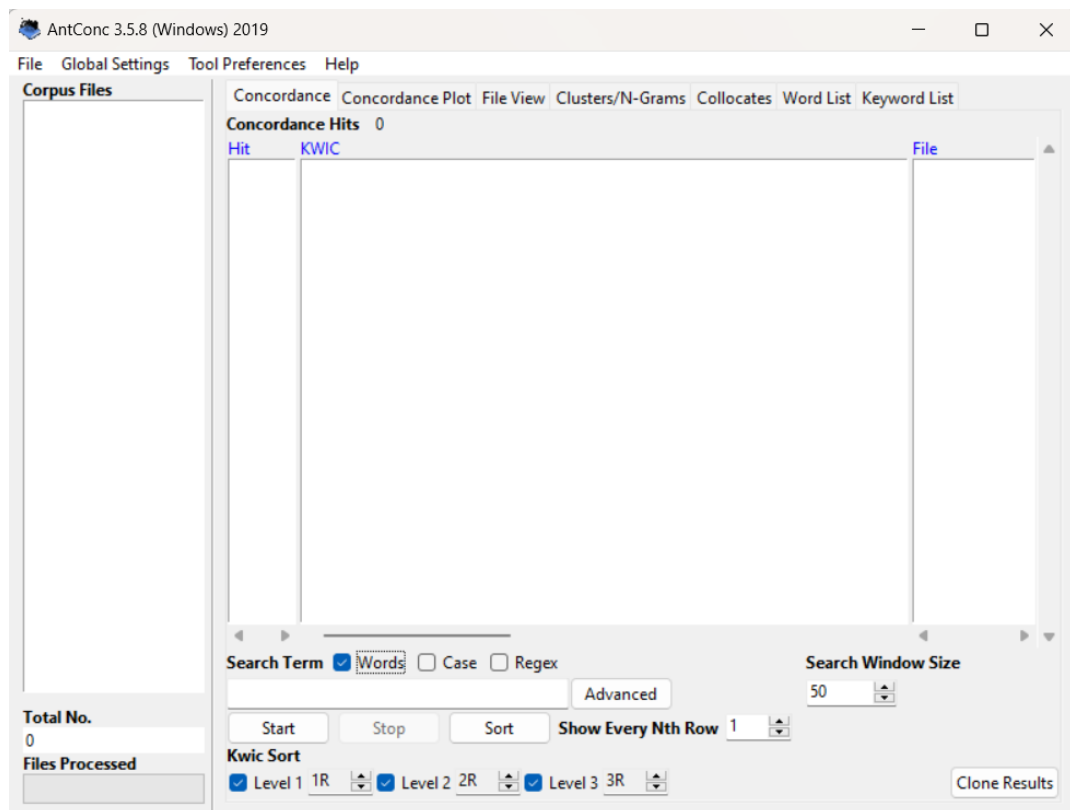 AntConc 3.5.8 (Windows) 2019
File Global Settings Tool Preferences Help
Corpus Files
Concordance Concordance Plot File View Clusters/N-Grams Collocates Word List Keyword List
Concordance Hits 0
Hit KWIC File
Search Term Words Case Regex Search Window Size
Advanced 50
Total No.
0
Start Stop Sort Show Every Nth Row 1
Files Processed
Kwic Sort
Level 1 1R Level 2 2R Level 3 3R Clone Results